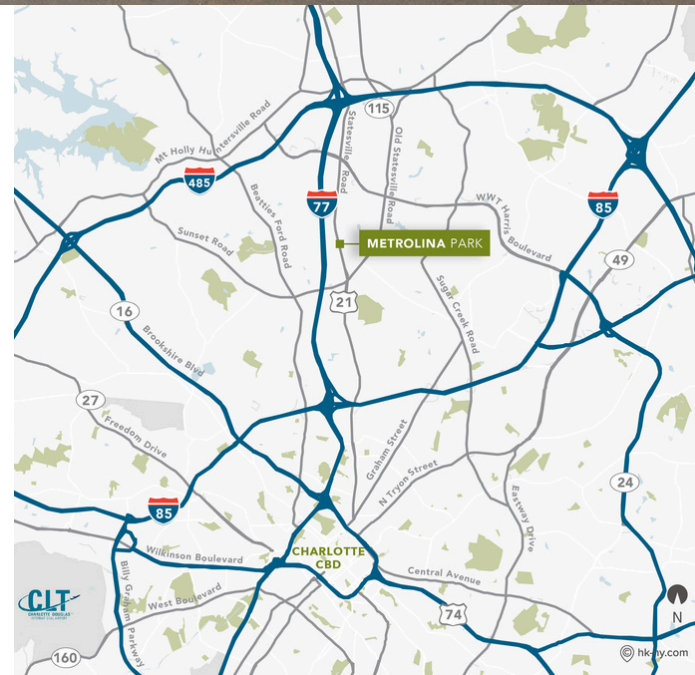 115
Mt Holly Huntersville Road
Statesville Road
Old Statesville Road
485
77
85
Beatties Ford Road
WWT Harris Boulevard
Sunset Road
METROLINA PARK
49
21
16
Sugar Creek Road
Brookshire Blvd
27
Freedom Drive
Graham Street
N Tryon Street
24
85
Eastway Drive
CHARLOTTE
CBD
Wilkinson Boulevard
Central Avenue
CLT
CHARLOTTE DOUGLAS
Billy Graham Parkway
West Boulevard
74
N
160
hk-ny.com